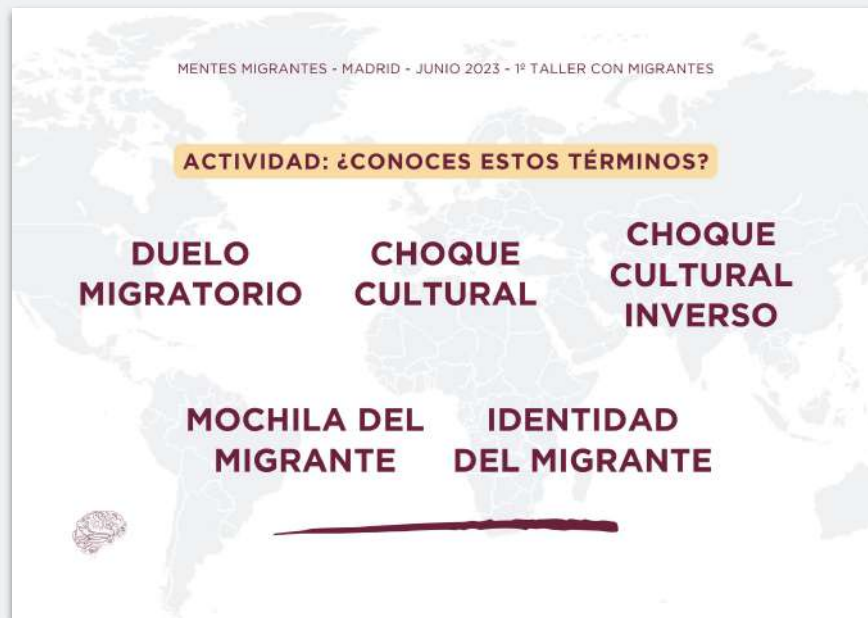 MENTES MIGRANTES - MADRID - JUNIO 2023 - 1º TALLER CON MIGRANTES
ACTIVIDAD: ¿CONOCES ESTOS TÉRMINOS?
DUELO
MIGRATORIO
CHOQUE
CULTURAL
CHOQUE
CULTURAL
INVERSO
MOCHILA DEL
MIGRANTE
IDENTIDAD
DEL MIGRANTE